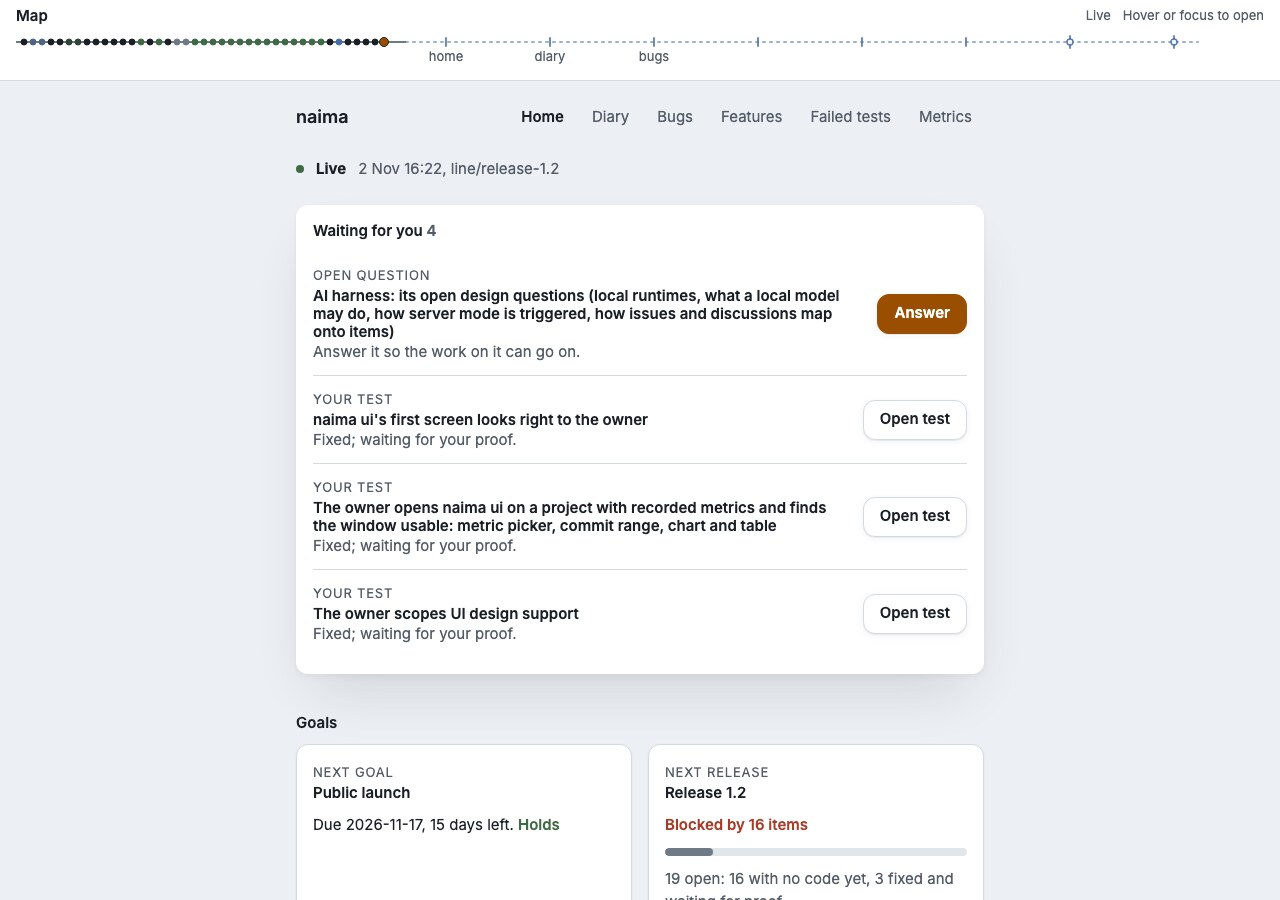 Map
Live Hover or focus to open
home diary bugs
naima Home Diary Bugs Features Failed tests Metrics
Live 2 Nov 16:22, line/release-1.2
Waiting for you 4
OPEN QUESTION
AI harness: its open design questions (local runtimes, what a local model
may do, how server mode is triggered, how issues and discussions map
onto items)
Answer it so the work on it can go on.
Answer
YOUR TEST
naima ui's first screen looks right to the owner
Fixed; waiting for your proof.
Open test
YOUR TEST
The owner opens naima ui on a project with recorded metrics and finds
the window usable: metric picker, commit range, chart and table
Fixed; waiting for your proof.
Open test
YOUR TEST
The owner scopes UI design support
Fixed; waiting for your proof.
Open test
Goals
NEXT GOAL
Public launch
Due 2026-11-17, 15 days left. Holds
NEXT RELEASE
Release 1.2
Blocked by 16 items
19 open: 16 with no code yet, 3 fixed and
waiting for proof